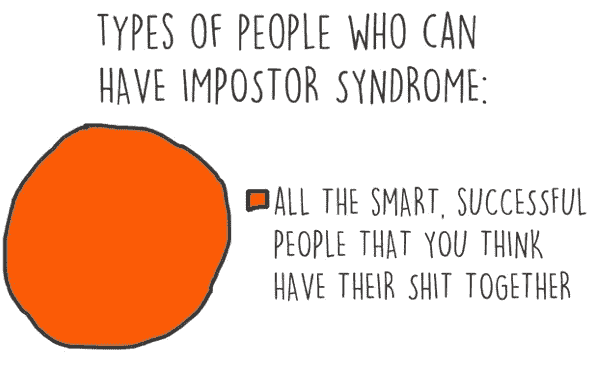 TYPES OF PEOPLE WHO CAN
HAVE IMPOSTOR SYNDROME:
ALL THE SMART, SUCCESSFUL
PEOPLE THAT YOU THINK
HAVE THEIR SHIT TOGETHER